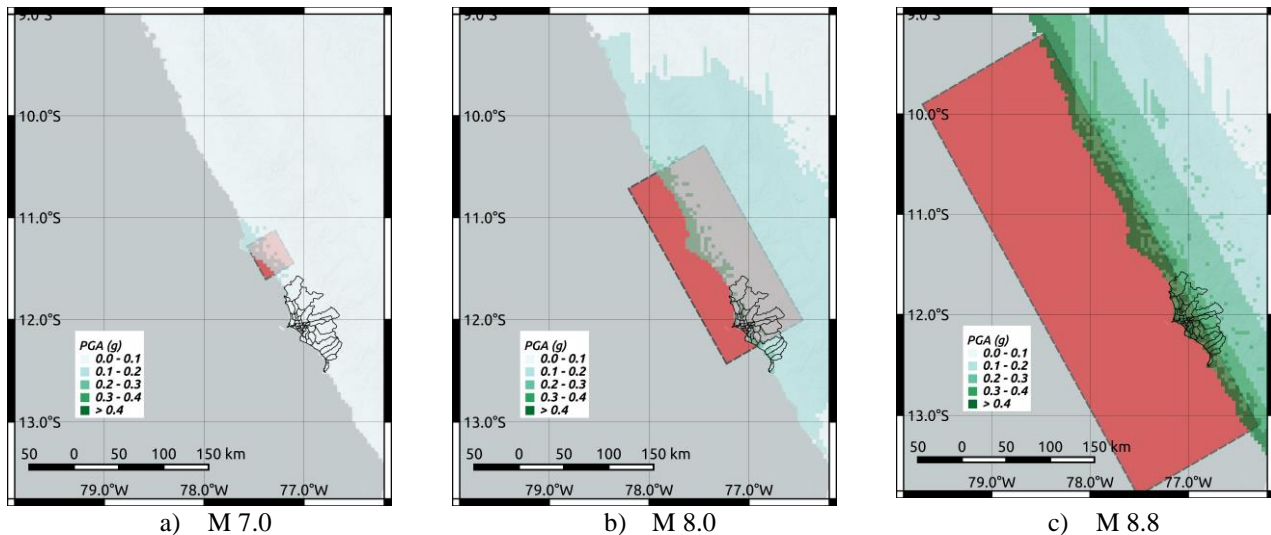 9.0°S
10.0°S
11.0°S
12.0°S
13.0°S
PGA (g)
0.0 - 0.1
0.1 - 0.2
0.2 - 0.3
0.3 - 0.4
> 0.4
50 0 50 100 150 km
79.0°W 78.0°W 77.0°W
a) M 7.0
9.0°S
10.0°S
11.0°S
12.0°S
13.0°S
PGA (g)
0.0 - 0.1
0.1 - 0.2
0.2 - 0.3
0.3 - 0.4
> 0.4
50 0 50 100 150 km
79.0°W 78.0°W 77.0°W
b) M 8.0
9.0°S
10.0°S
11.0°S
12.0°S
13.0°S
PGA (g)
0.0 - 0.1
0.1 - 0.2
0.2 - 0.3
0.3 - 0.4
> 0.4
50 0 50 100 150 km
79.0°W 78.0°W 77.0°W
c) M 8.8